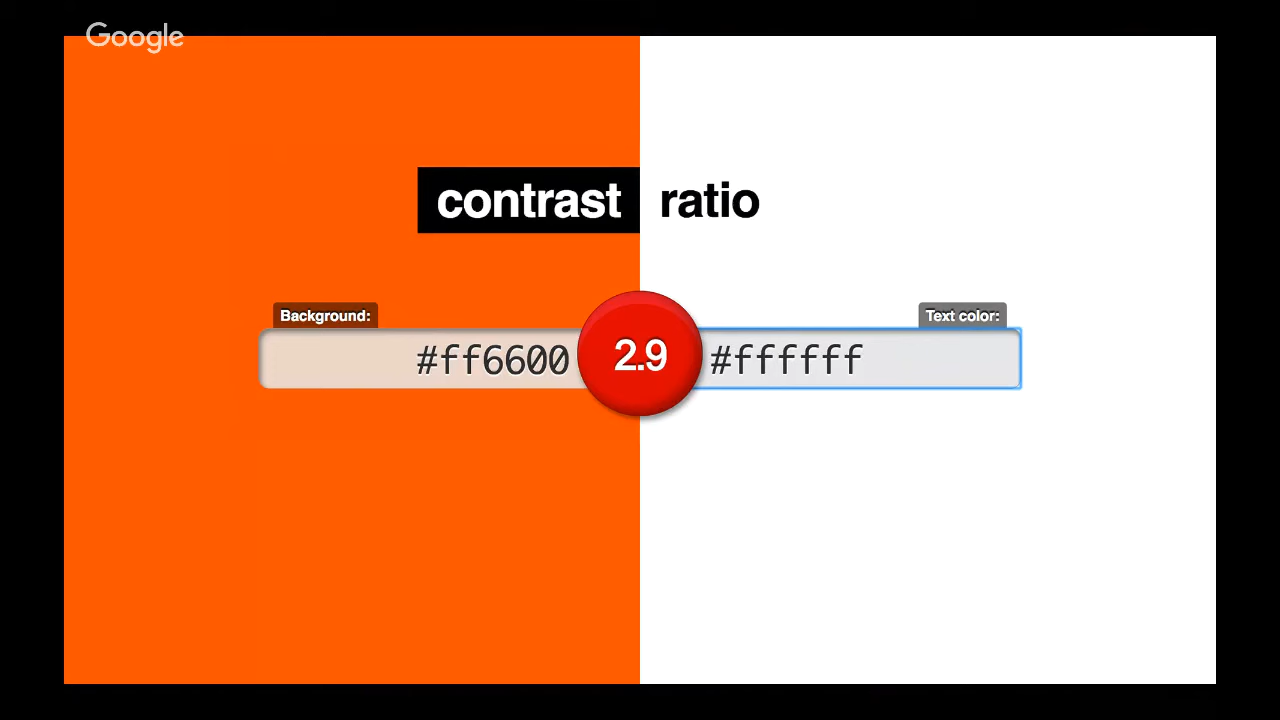 Google
contrast ratio
Background:
Text color:
#ff6600
2.9
#ffffff